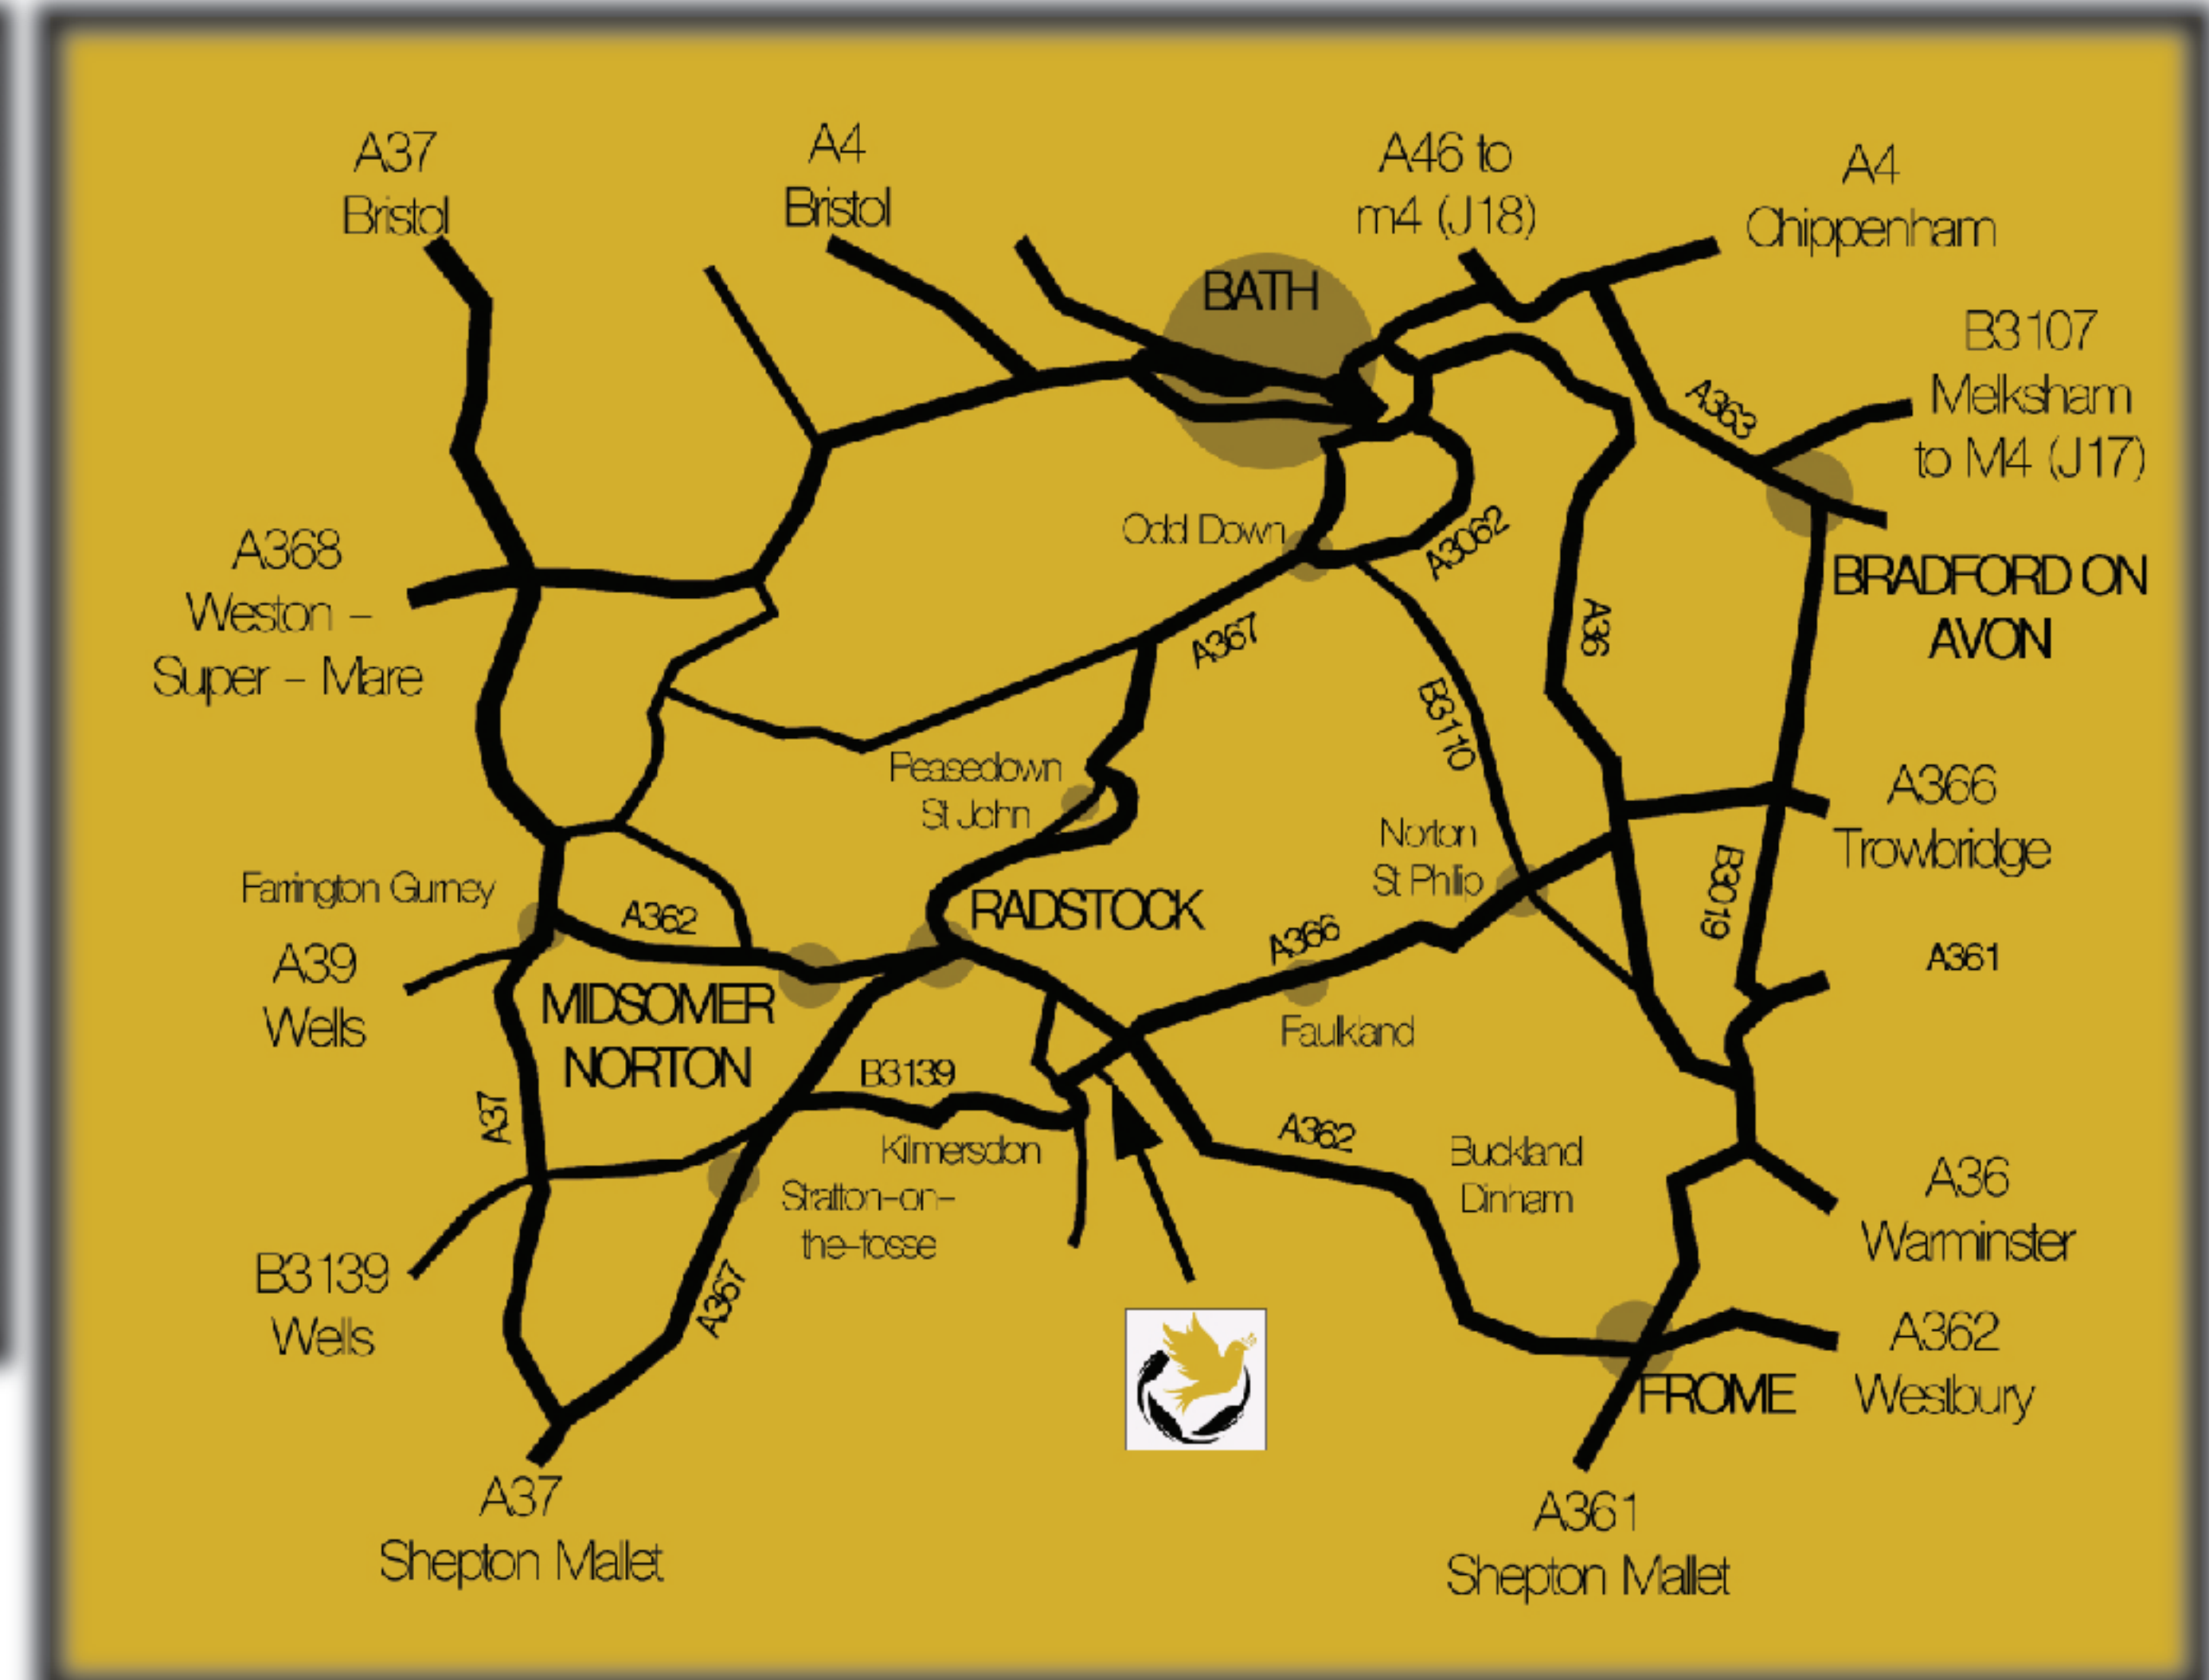 A37
Bristol
A4
Bristol
A46 to
m4 (J18)
A4
Chippenham
BATH
B3107
Melksham
to M4 (J17)
A363
Odd Down
A3062
A368
Weston -
Super - Mare
BRADFORD ON
AVON
A36
A367
B3110
Peasedown
St John
A366
Trowbridge
Norton
St Philip
B3019
Farrington Gurney
A362
RADSTOCK
A366
A361
A39
Wells
MIDSOMER
NORTON
Faulkland
B3139
A37
A362
Kilmersdon
Buckland
Dinham
Stratton-on-
the-fosse
A36
Warminster
B3139
Wells
A367
A362
Westbury
FROME
A37
Shepton Mallet
A361
Shepton Mallet